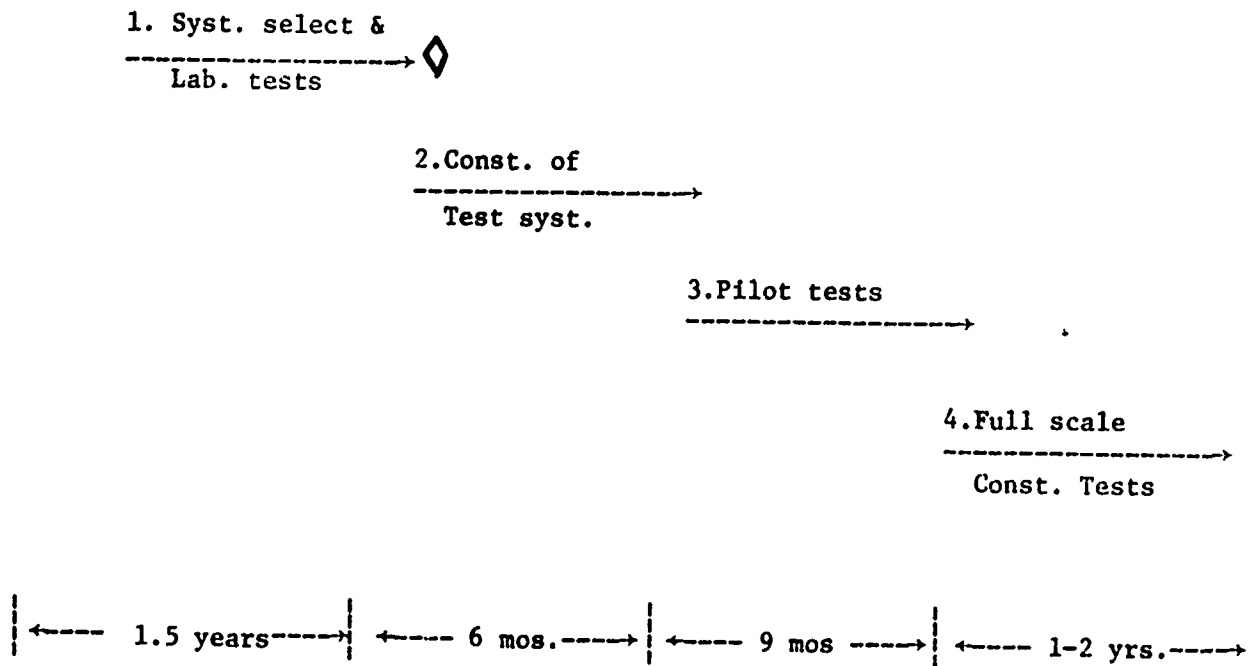 1. Syst. select &
Lab. tests
2.Const. of
Test syst.
3.Pilot tests
4.Full scale
Const. Tests
1.5 years
6 mos.
9 mos
1-2 yrs.